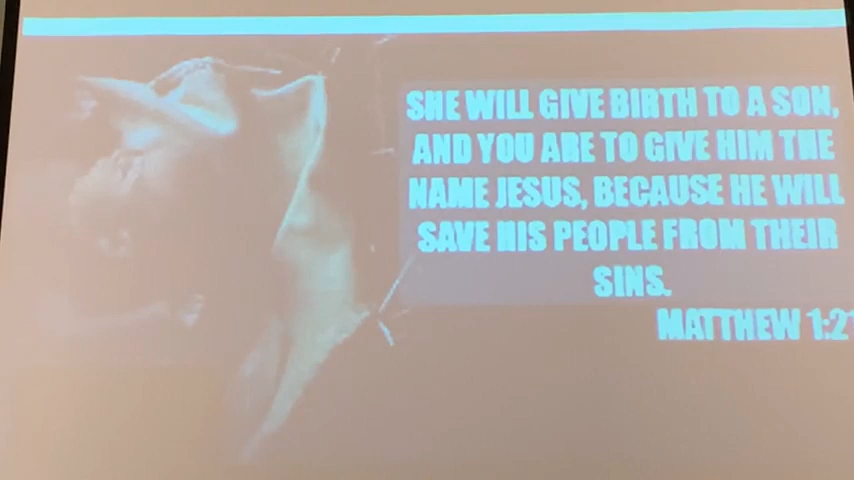 SHE WILL GIVE BIRTH TO A SON,
AND YOU ARE TO GIVE HIM THE
NAME JESUS, BECAUSE HE WILL
SAVE HIS PEOPLE FROM THEIR
SINS.
MATTHEW 1:21